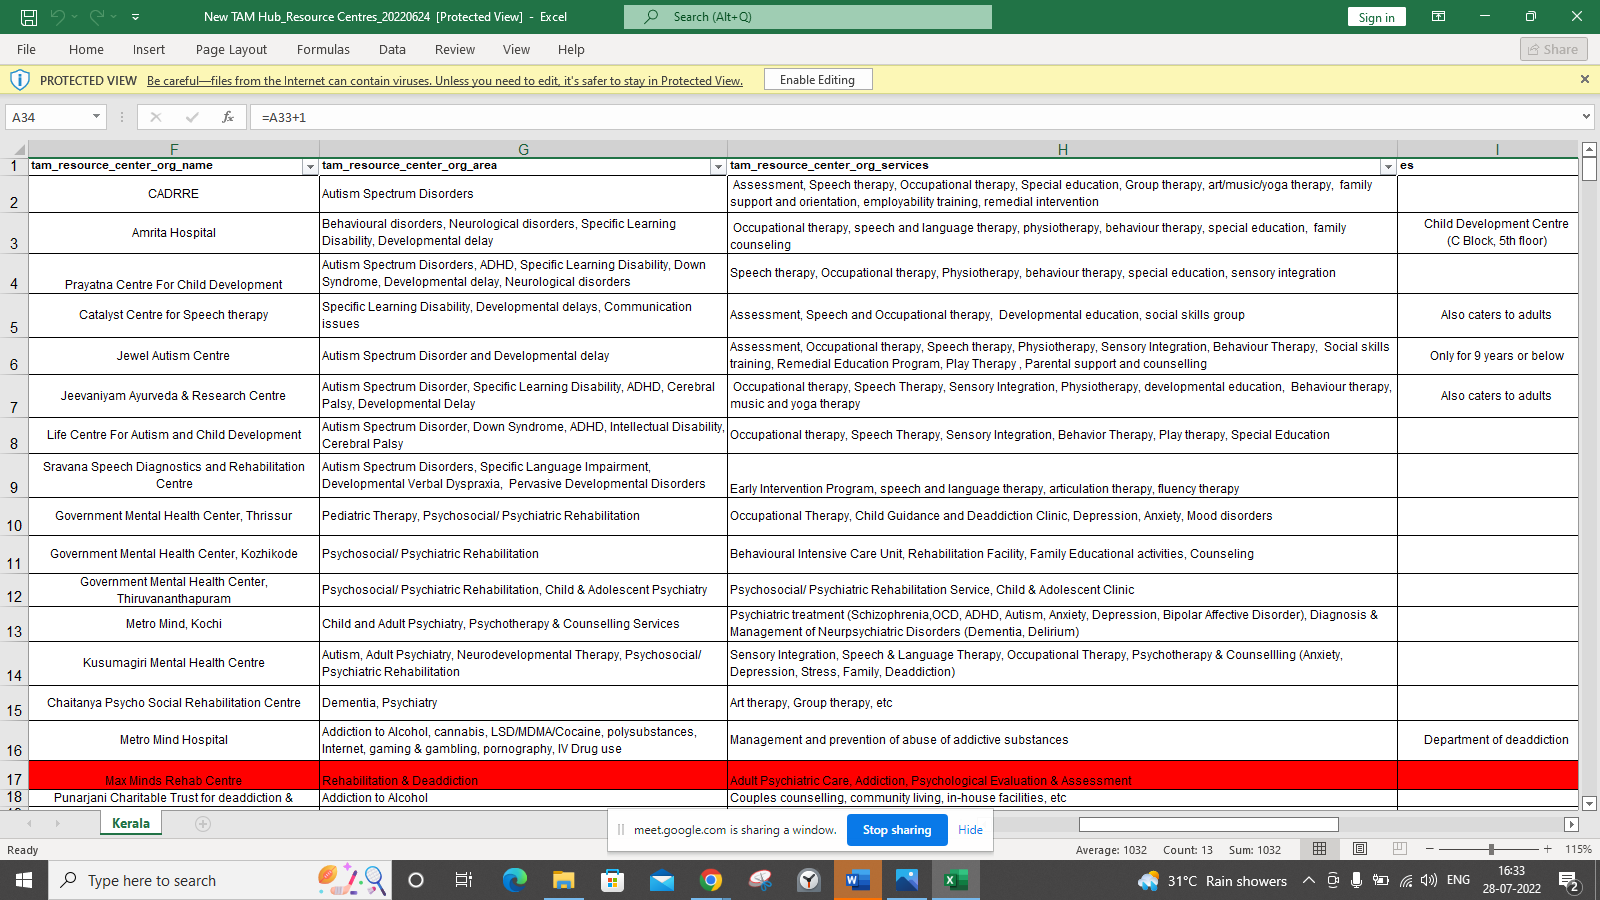 New TAM Hub_Resource Centres_20220624 [Protected View] - Excel
Search (Alt+Q)
Sign in
File Home Insert Page Layout Formulas Data Review View Help
Share
PROTECTED VIEW Be careful—files from the Internet can contain viruses. Unless you need to edit, it's safer to stay in Protected View.
Enable Editing
A34
fx
=A33+1
F G H I
1 tam_resource_center_org_name tam_resource_center_org_area tam_resource_center_org_services es
2 CADRRE
Autism Spectrum Disorders
Assessment, Speech therapy, Occupational therapy, Special education, Group therapy, art/music/yoga therapy, family
support and orientation, employability training, remedial intervention
3 Amrita Hospital
Behavioural disorders, Neurological disorders, Specific Learning
Disability, Developmental delay
Occupational therapy, speech and language therapy, physiotherapy, behaviour therapy, special education, family
counseling
Child Development Centre
(C Block, 5th floor)
4 Prayatna Centre For Child Development
Autism Spectrum Disorders, ADHD, Specific Learning Disability, Down
Syndrome, Developmental delay, Neurological disorders
Speech therapy, Occupational therapy, Physiotherapy, behaviour therapy, special education, sensory integration
5 Catalyst Centre for Speech therapy
Specific Learning Disability, Developmental delays, Communication
issues
Assessment, Speech and Occupational therapy, Developmental education, social skills group
Also caters to adults
6 Jewel Autism Centre
Autism Spectrum Disorder and Developmental delay
Assessment, Occupational therapy, Speech therapy, Physiotherapy, Sensory Integration, Behaviour Therapy, Social skills
training, Remedial Education Program, Play Therapy , Parental support and counselling
Only for 9 years or below
7 Jeevaniyam Ayurveda & Research Centre
Autism Spectrum Disorder, Specific Learning Disability, ADHD, Cerebral
Palsy, Developmental Delay
Occupational therapy, Speech Therapy, Sensory Integration, Physiotherapy, developmental education, Behaviour therapy,
music and yoga therapy
Also caters to adults
8 Life Centre For Autism and Child Development
Autism Spectrum Disorder, Down Syndrome, ADHD, Intellectual Disability,
Cerebral Palsy
Occupational therapy, Speech Therapy, Sensory Integration, Behavior Therapy, Play therapy, Special Education
9 Sravana Speech Diagnostics and Rehabilitation
Centre
Autism Spectrum Disorders, Specific Language Impairment,
Developmental Verbal Dyspraxia, Pervasive Developmental Disorders
Early Intervention Program, speech and language therapy, articulation therapy, fluency therapy
10 Government Mental Health Center, Thrissur
Pediatric Therapy, Psychosocial/ Psychiatric Rehabilitation
Occupational Therapy, Child Guidance and Deaddiction Clinic, Depression, Anxiety, Mood disorders
11 Government Mental Health Center, Kozhikode
Psychosocial/ Psychiatric Rehabilitation
Behavioural Intensive Care Unit, Rehabilitation Facility, Family Educational activities, Counseling
12 Government Mental Health Center,
Thiruvananthapuram
Psychosocial/ Psychiatric Rehabilitation, Child & Adolescent Psychiatry
Psychosocial/ Psychiatric Rehabilitation Service, Child & Adolescent Clinic
13 Metro Mind, Kochi
Child and Adult Psychiatry, Psychotherapy & Counselling Services
Psychiatric treatment (Schizophrenia,OCD, ADHD, Autism, Anxiety, Depression, Bipolar Affective Disorder), Diagnosis &
Management of Neurpsychiatric Disorders (Dementia, Delirium)
14 Kusumagiri Mental Health Centre
Autism, Adult Psychiatry, Neurodevelopmental Therapy, Psychosocial/
Psychiatric Rehabilitation
Sensory Integration, Speech & Language Therapy, Occupational Therapy, Psychotherapy & Counsellling (Anxiety,
Depression, Stress, Family, Deaddiction)
15 Chaitanya Psycho Social Rehabilitation Centre
Dementia, Psychiatry
Art therapy, Group therapy, etc
16 Metro Mind Hospital
Addiction to Alcohol, cannabis, LSD/MDMA/Cocaine, polysubstances,
Internet, gaming & gambling, pornography, IV Drug use
Management and prevention of abuse of addictive substances
Department of deaddiction
17 Max Minds Rehab Centre
Rehabilitation & Deaddiction
Adult Psychiatric Care, Addiction, Psychological Evaluation & Assessment
18 Punarjani Charitable Trust for deaddiction &
Addiction to Alcohol
Couples counselling, community living, in-house facilities, etc
Kerala
meet.google.com is sharing a window. Stop sharing Hide
Ready
Average: 1032 Count: 13 Sum: 1032
115%
Type here to search
31°C Rain showers
ENG
16:33
28-07-2022
2